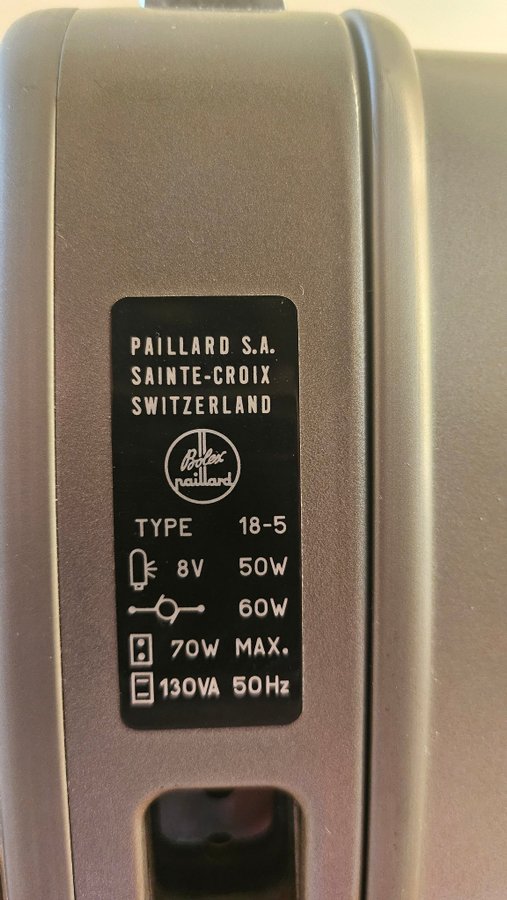 PAILLARD S.A.
SAINTE-CROIX
SWITZERLAND
Bolex
paillard
TYPE 18-5
8V 50W
60W
70W MAX.
130VA 50Hz